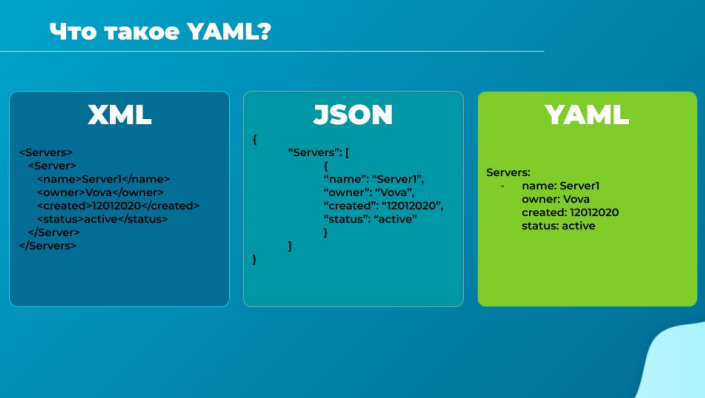 Что такое YAML?
XML
<Servers>
<Server>
<name>Server1</name>
<owner>Vova</owner>
<created>12012020</created>
<status>active</status>
</Server>
</Servers>
JSON
{
“Servers”: [
{
“name”: “Server1”,
“owner”: “Vova”,
“created”: “12012020”,
“status”: “active”
}
]
}
YAML
Servers:
- name: Server1
owner: Vova
created: 12012020
status: active